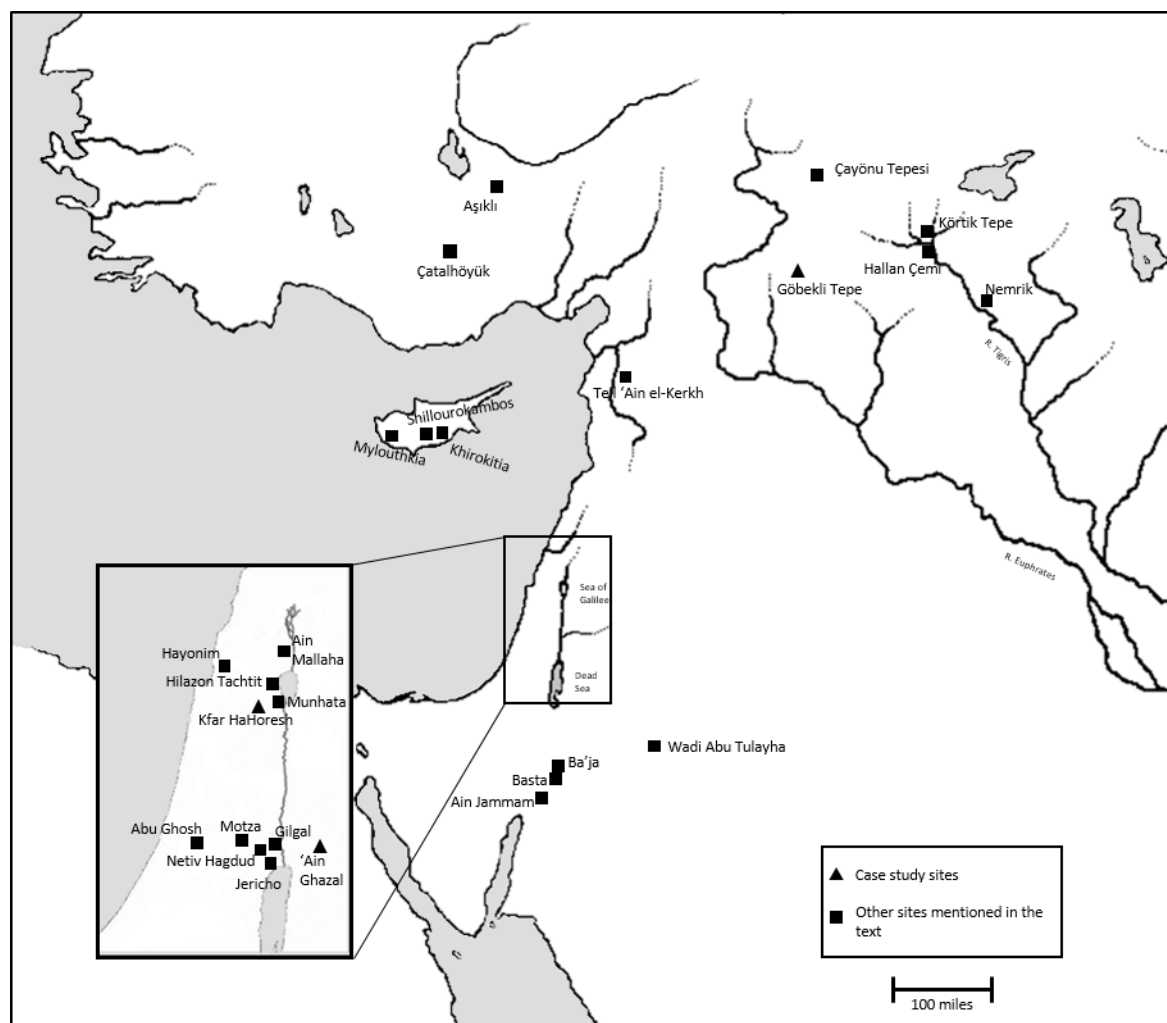 Çayönu Tepesi
Aşıklı
Körtik Tepe
Çatalhöyük
Hallan Çemi
Göbekli Tepe
Nemrik
R. Tigris
Tell ‘Ain el-Kerkh
Shillourokambos
Mylouthkia
Khirokitia
R. Euphrates
Sea of
Galilee
Dead
Sea
Ain
Mallaha
Hayonim
Hilazon Tachtit
Munhata
Kfar HaHoresh
Wadi Abu Tulayha
Ba’ja
Basta
Ain Jammam
Abu Ghosh
Motza
Gilgal
Netiv Hagdud
‘Ain
Ghazal
Jericho
Case study sites
Other sites mentioned in the
text
100 miles